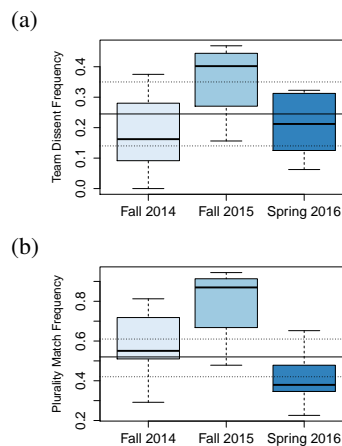 (a)
Team Dissent Frequency
0.0 0.1 0.2 0.3 0.4
Fall 2014 Fall 2015 Spring 2016
(b)
Plurality Match Frequency
0.2 0.4 0.6 0.8
Fall 2014 Fall 2015 Spring 2016